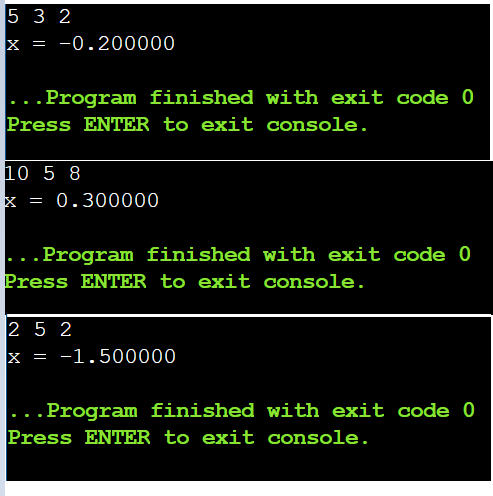 5 3 2
x = -0.200000
...Program finished with exit code 0
Press ENTER to exit console.
10 5 8
x = 0.300000
...Program finished with exit code 0
Press ENTER to exit console.
2 5 2
x = -1.500000
...Program finished with exit code 0
Press ENTER to exit console.